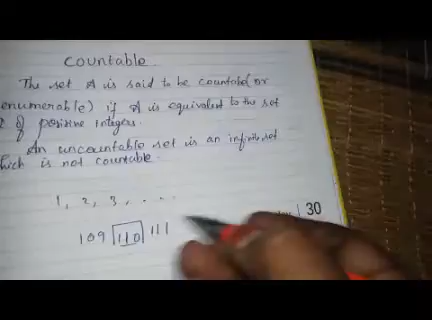 Countable
The set A is said to be countable (or
enumerable) if A is equivalent to the set
of positive integers.
An uncountable set is an infinite set
which is not countable.
1, 2, 3, . . . .
109 110 111
30